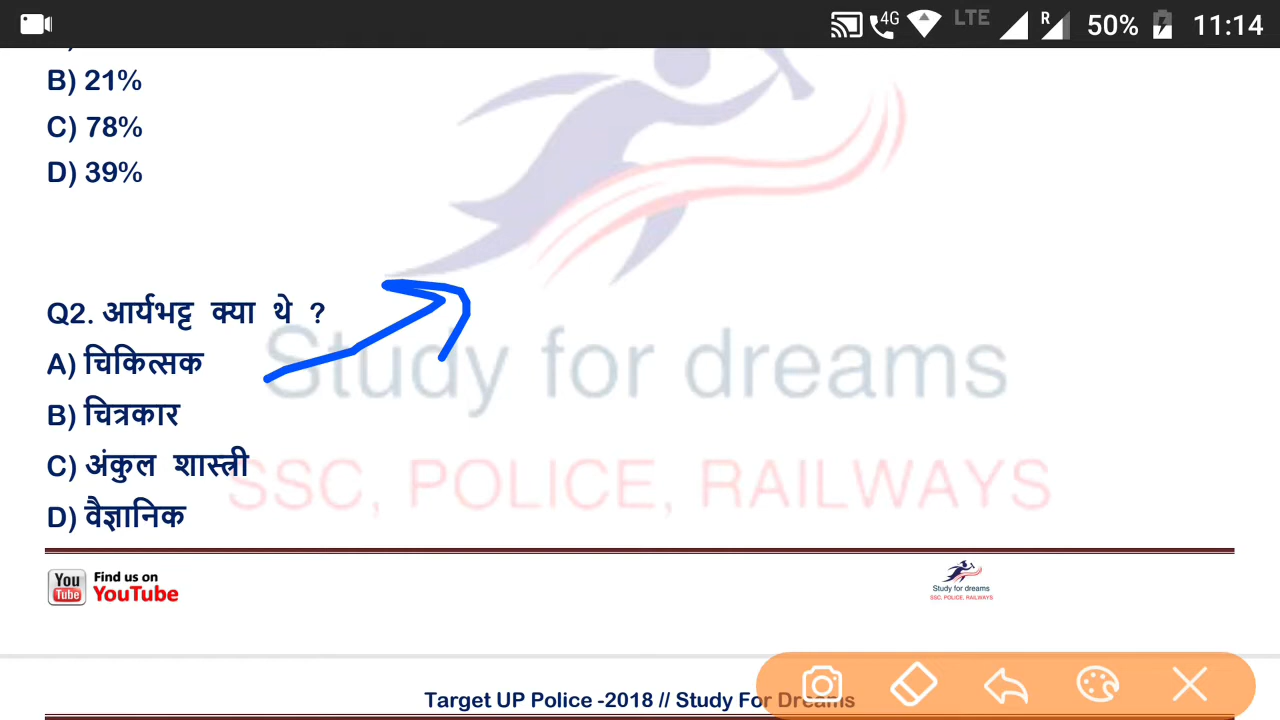 4G LTE R 50% 11:14
B) 21%
C) 78%
D) 39%
Q2. आर्यभट्ट क्या थे ?
A) चिकित्सक
B) चित्रकार
C) अंकुल शास्त्री
D) वैज्ञानिक
Study for dreams
SSC, POLICE, RAILWAYS
You Tube Find us on
YouTube
Study for dreams
SSC, POLICE, RAILWAYS
Target UP Police -2018 // Study For Dreams